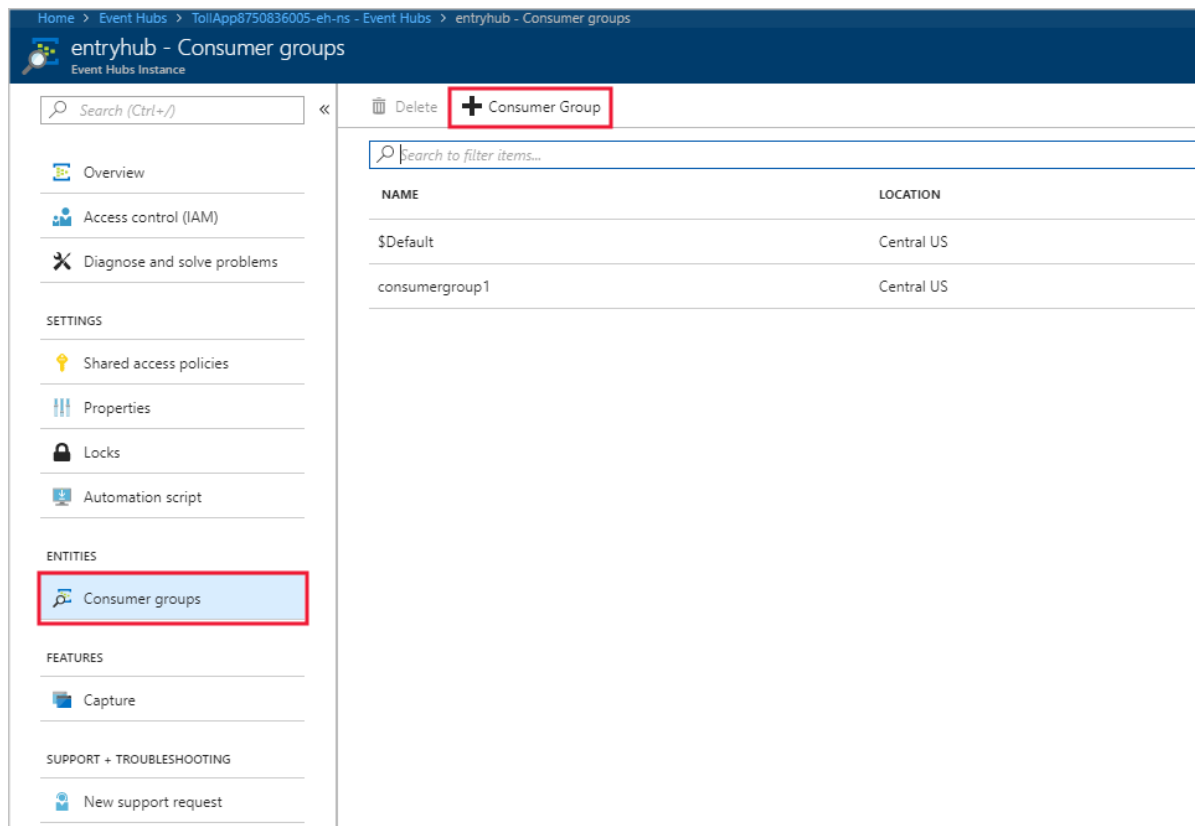 Home > Event Hubs > TollApp8750836005-eh-ns - Event Hubs > entryhub - Consumer groups
entryhub - Consumer groups
Event Hubs Instance
Search (Ctrl+/)
«
Delete
+ Consumer Group
Search to filter items...
NAME LOCATION
$Default Central US
consumergroup1 Central US
Overview
Access control (IAM)
Diagnose and solve problems
SETTINGS
Shared access policies
Properties
Locks
Automation script
ENTITIES
Consumer groups
FEATURES
Capture
SUPPORT + TROUBLESHOOTING
New support request